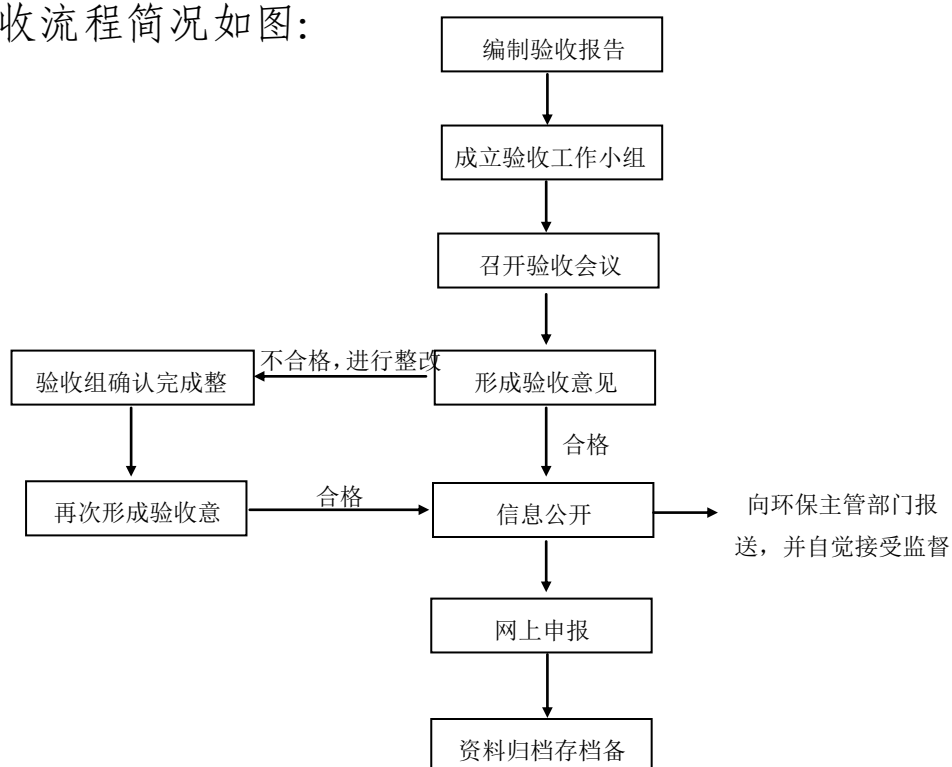 收流程简况如图:
编制验收报告
成立验收工作小组
召开验收会议
不合格,进行整改
验收组确认完成整
形成验收意见
合格
再次形成验收意
合格
信息公开
向环保主管部门报
送，并自觉接受监督
网上申报
资料归档存档备